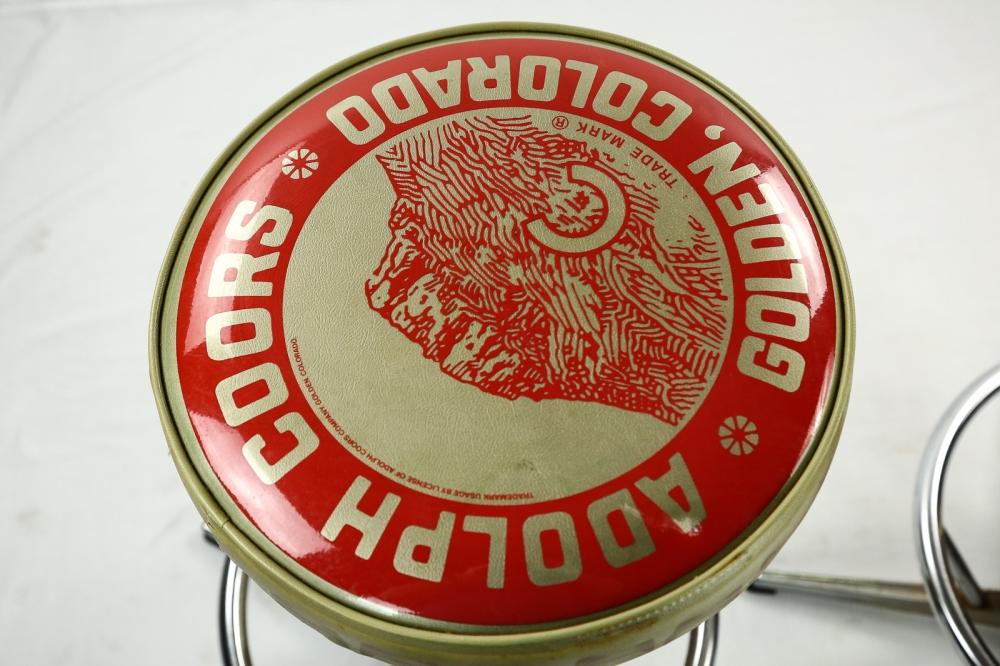 ADOLPH COORS
GOLDEN, COLORADO
TRADE MARK ®
TRADEMARK USAGE BY LICENSE OF ADOLPH COORS COMPANY GOLDEN COLORADO.